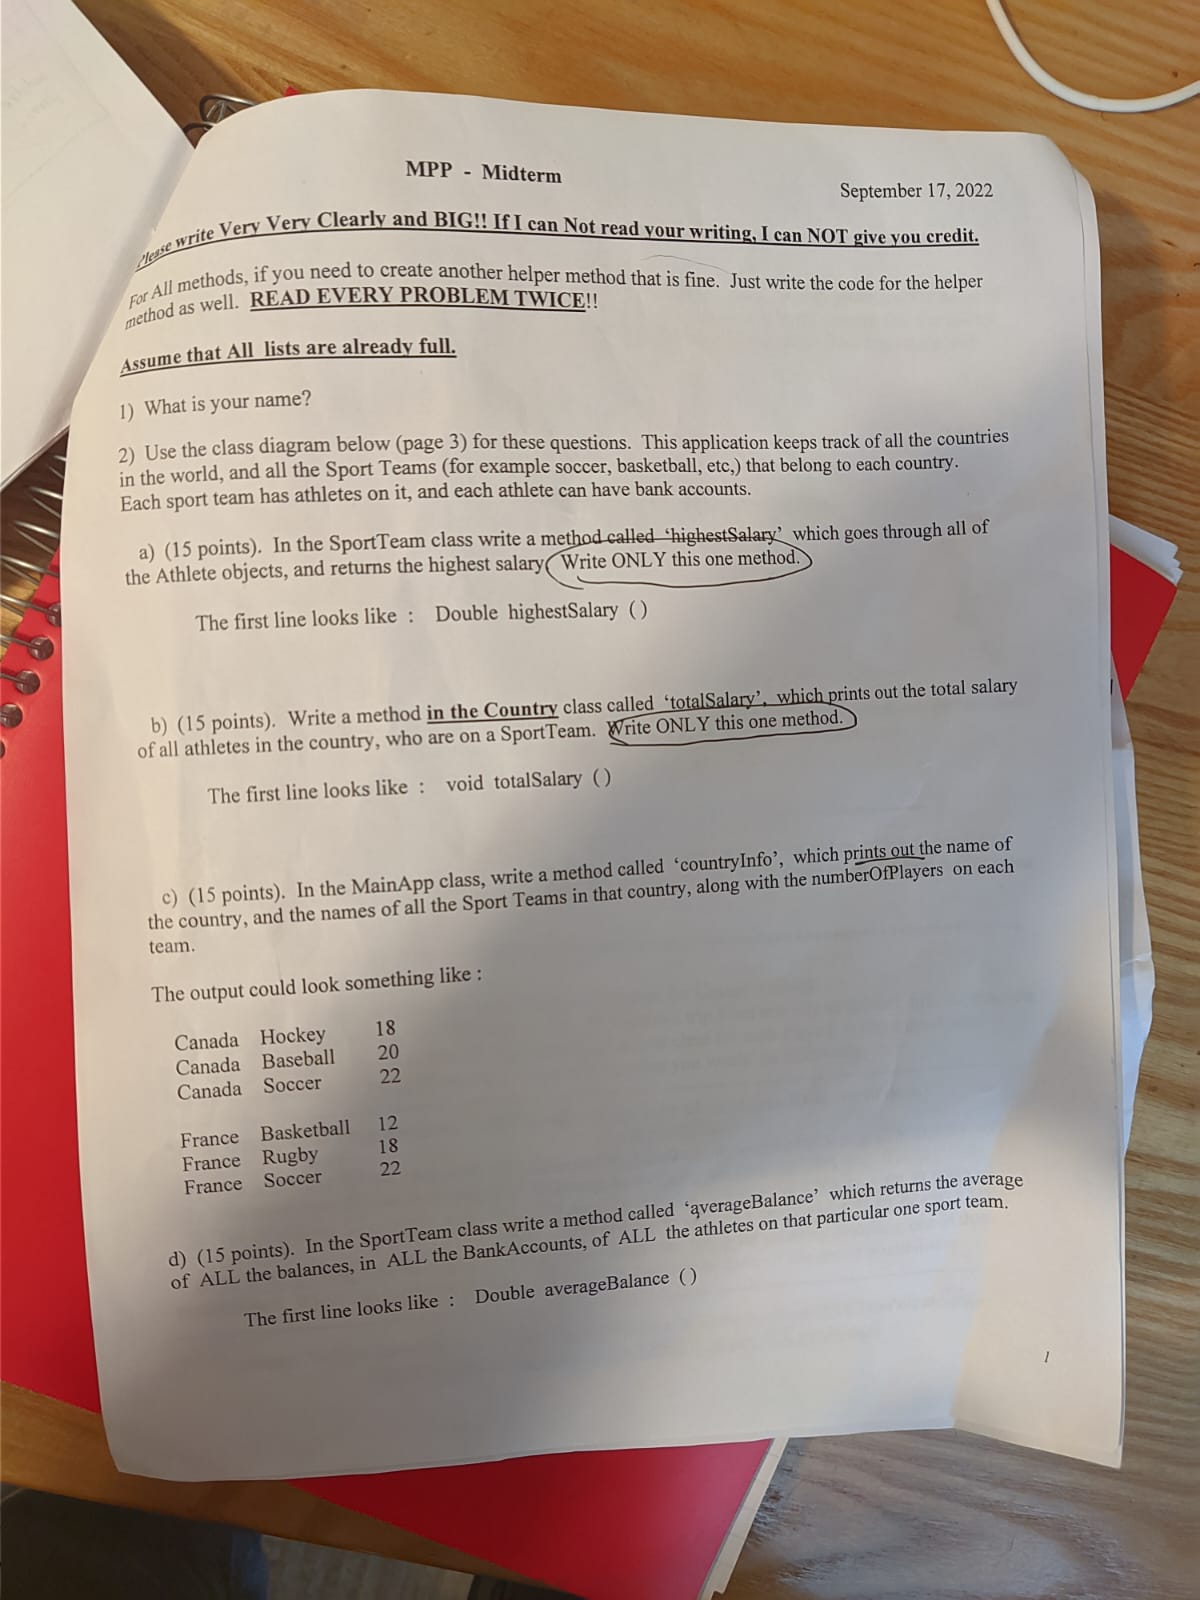 MPP - Midterm
September 17, 2022
Please write Very Very Clearly and BIG!! If I can Not read your writing, I can NOT give you credit.
For All methods, if you need to create another helper method that is fine. Just write the code for the helper
method as well. READ EVERY PROBLEM TWICE!!
Assume that All lists are already full.
1) What is your name?
2) Use the class diagram below (page 3) for these questions. This application keeps track of all the countries
in the world, and all the Sport Teams (for example soccer, basketball, etc,) that belong to each country.
Each sport team has athletes on it, and each athlete can have bank accounts.
a) (15 points). In the SportTeam class write a method called ‘highestSalary’ which goes through all of
the Athlete objects, and returns the highest salary. Write ONLY this one method.
The first line looks like : Double highestSalary ()
b) (15 points). Write a method in the Country class called ‘totalSalary’, which prints out the total salary
of all athletes in the country, who are on a SportTeam. Write ONLY this one method.
The first line looks like : void totalSalary ()
c) (15 points). In the MainApp class, write a method called ‘countryInfo’, which prints out the name of
the country, and the names of all the Sport Teams in that country, along with the numberOfPlayers on each
team.
The output could look something like :
Canada Hockey 18
Canada Baseball 20
Canada Soccer 22
France Basketball 12
France Rugby 18
France Soccer 22
d) (15 points). In the SportTeam class write a method called ‘averageBalance’ which returns the average
of ALL the balances, in ALL the BankAccounts, of ALL the athletes on that particular one sport team.
The first line looks like : Double averageBalance ()
1